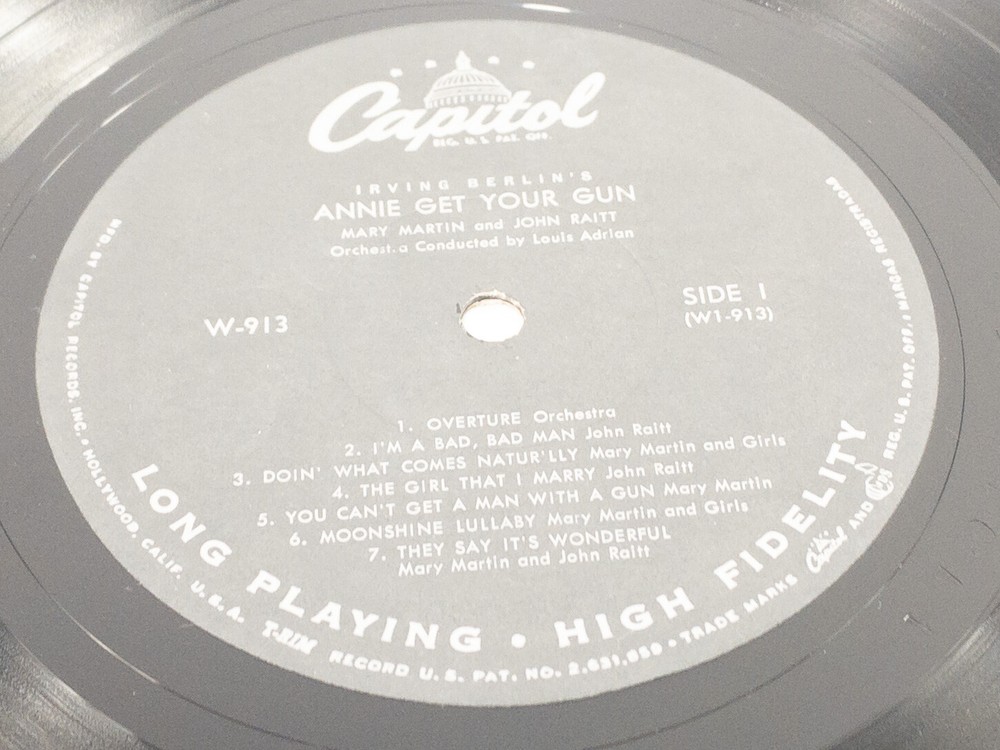 Capitol
REG. U.S. PAT. OFF.
IRVING BERLIN'S
ANNIE GET YOUR GUN
MARY MARTIN and JOHN RAITT
Orchest.a Conducted by Louis Adrian
W-913
SIDE 1
(W1-913)
1. OVERTURE Orchestra
2. I'M A BAD, BAD MAN John Raitt
3. DOIN' WHAT COMES NATUR'LLY Mary Martin and Girls
4. THE GIRL THAT I MARRY John Raitt
5. YOU CAN'T GET A MAN WITH A GUN Mary Martin
6. MOONSHINE LULLABY Mary Martin and Girls
7. THEY SAY IT'S WONDERFUL
Mary Martin and John Raitt
LONG PLAYING • HIGH FIDELITY
MFD. BY CAPITOL RECORDS, INC. • HOLLYWOOD, CALIF. U.S.A. T-RIM RECORD U.S. PAT. NO. 2,631,859 • TRADE MARKS Capitol AND REG. U.S. PAT. OFF. MARCAS REGISTRADAS